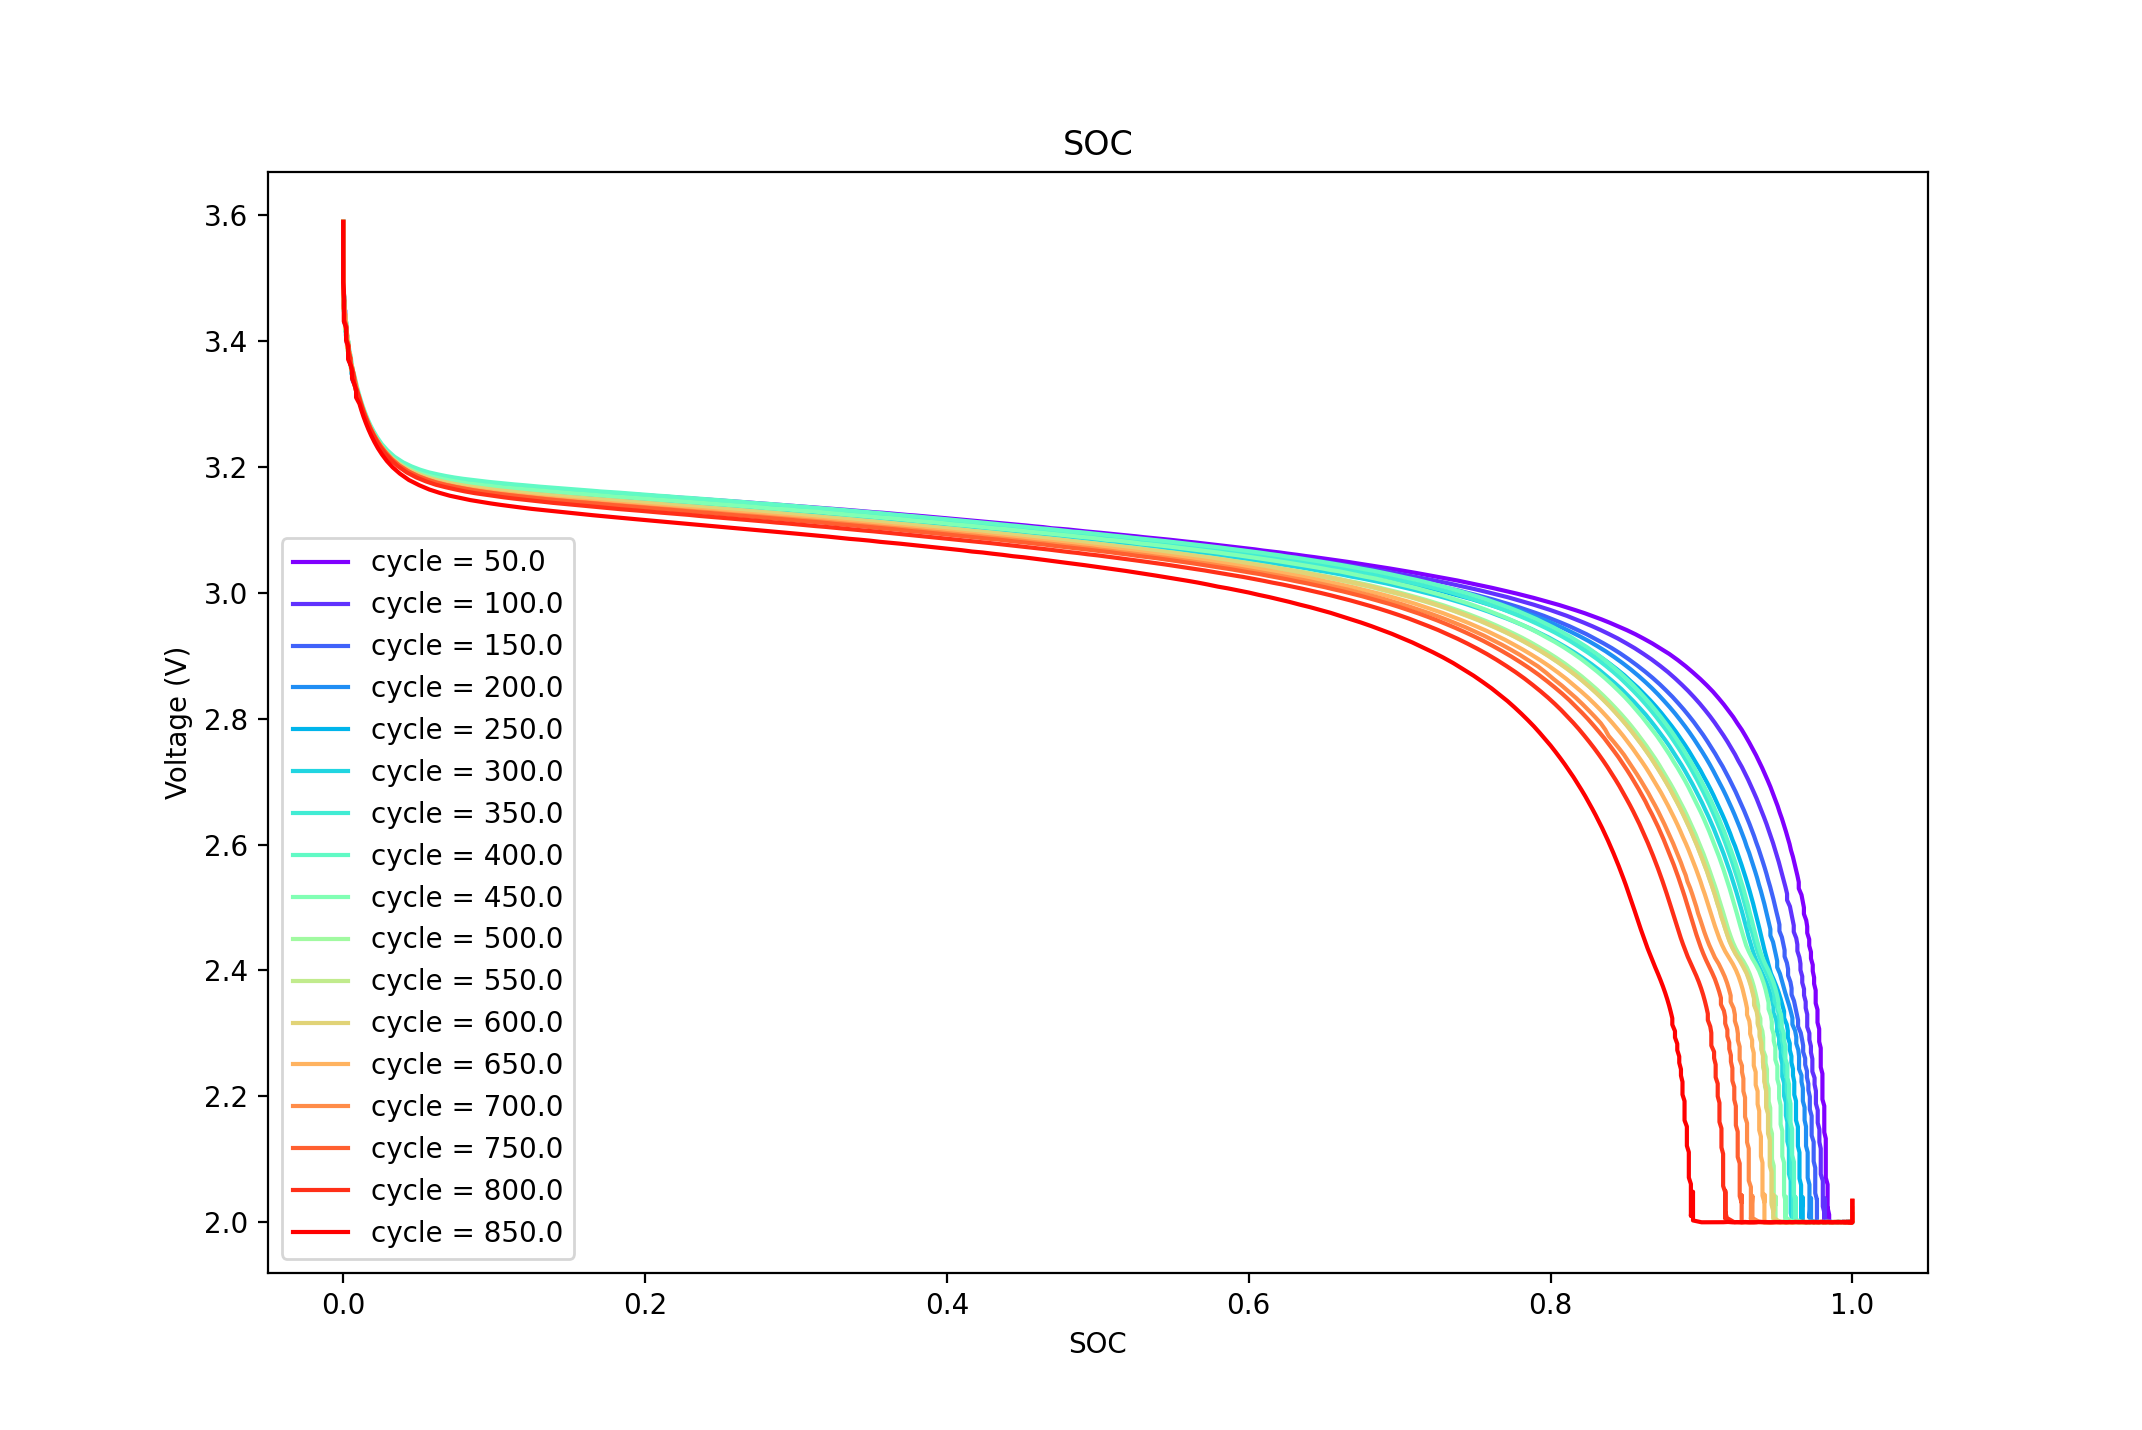 SOC
3.6
3.4
3.2
3.0
2.8
2.6
2.4
2.2
2.0
Voltage (V)
cycle = 50.0
cycle = 100.0
cycle = 150.0
cycle = 200.0
cycle = 250.0
cycle = 300.0
cycle = 350.0
cycle = 400.0
cycle = 450.0
cycle = 500.0
cycle = 550.0
cycle = 600.0
cycle = 650.0
cycle = 700.0
cycle = 750.0
cycle = 800.0
cycle = 850.0
0.0 0.2 0.4 0.6 0.8 1.0
SOC